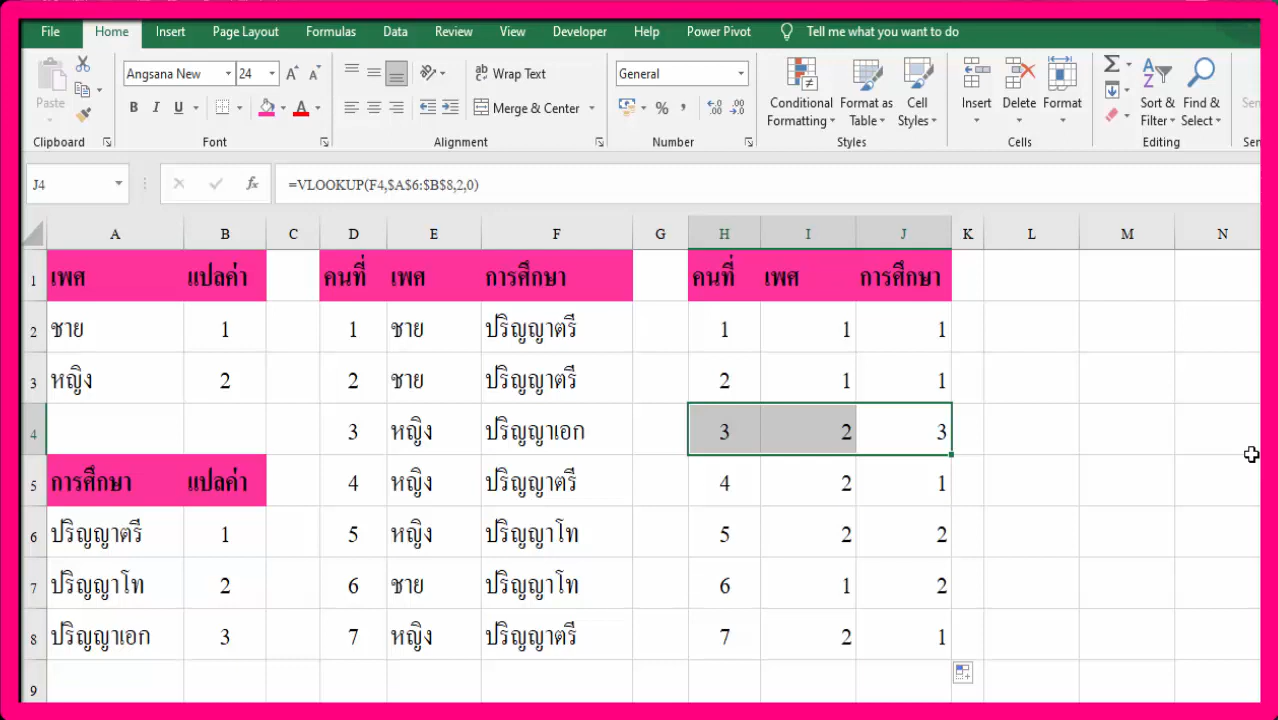 File Home Insert Page Layout Formulas Data Review View Developer Help Power Pivot Tell me what you want to do
Angsana New 24 Wrap Text General
Paste B I U Merge & Center Conditional Formatting Format as Table Cell Styles Insert Delete Format Sort & Filter Find & Select
Clipboard Font Alignment Number Styles Cells Editing
J4 fx =VLOOKUP(F4,$A$6:$B$8,2,0)
A B C D E F G H I J K L M N
1 เพศ แปลค่า คนที่ เพศ การศึกษา คนที่ เพศ การศึกษา
2 ชาย 1 1 ชาย ปริญญาตรี 1 1 1
3 หญิง 2 2 ชาย ปริญญาตรี 2 1 1
4 3 หญิง ปริญญาเอก 3 2 3
5 การศึกษา แปลค่า 4 หญิง ปริญญาตรี 4 2 1
6 ปริญญาตรี 1 5 หญิง ปริญญาโท 5 2 2
7 ปริญญาโท 2 6 ชาย ปริญญาโท 6 1 2
8 ปริญญาเอก 3 7 หญิง ปริญญาตรี 7 2 1
9